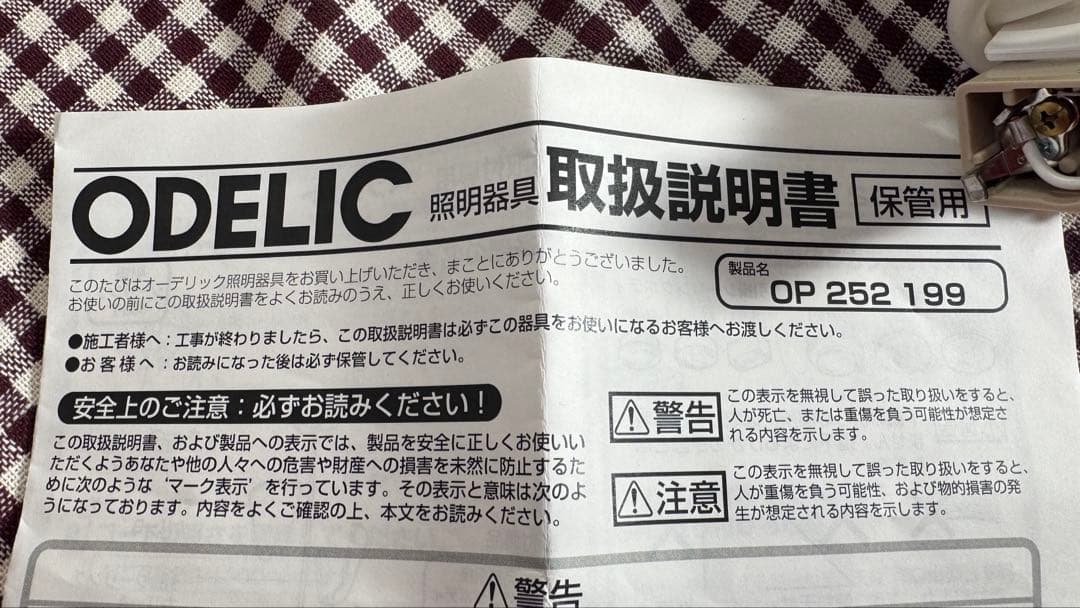 ODELIC 照明器具 取扱説明書 保管用
このたびはオーデリック照明器具をお買い上げいただき、まことにありがとうございました。
お使いの前にこの取扱説明書をよくお読みのうえ、正しくお使いください。
製品名
OP 252 199
●施工者様へ：工事が終わりましたら、この取扱説明書は必ずこの器具をお使いになるお客様へお渡しください。
●お客様へ：お読みになった後は必ず保管してください。
安全上のご注意：必ずお読みください！
この取扱説明書、および製品への表示では、製品を安全に正しくお使いい
ただくようあなたや他の人々への危害や財産への損害を未然に防止するた
めに次のような‘マーク表示’を行っています。その表示と意味は次のよ
うになっております。内容をよくご確認の上、本文をお読みください。
警告
この表示を無視して誤った取り扱いをすると、
人が死亡、または重傷を負う可能性が想定さ
れる内容を示します。
注意
この表示を無視して誤った取り扱いをすると、
人が重傷を負う可能性、および物的損害の発
生が想定される内容を示します。
警告